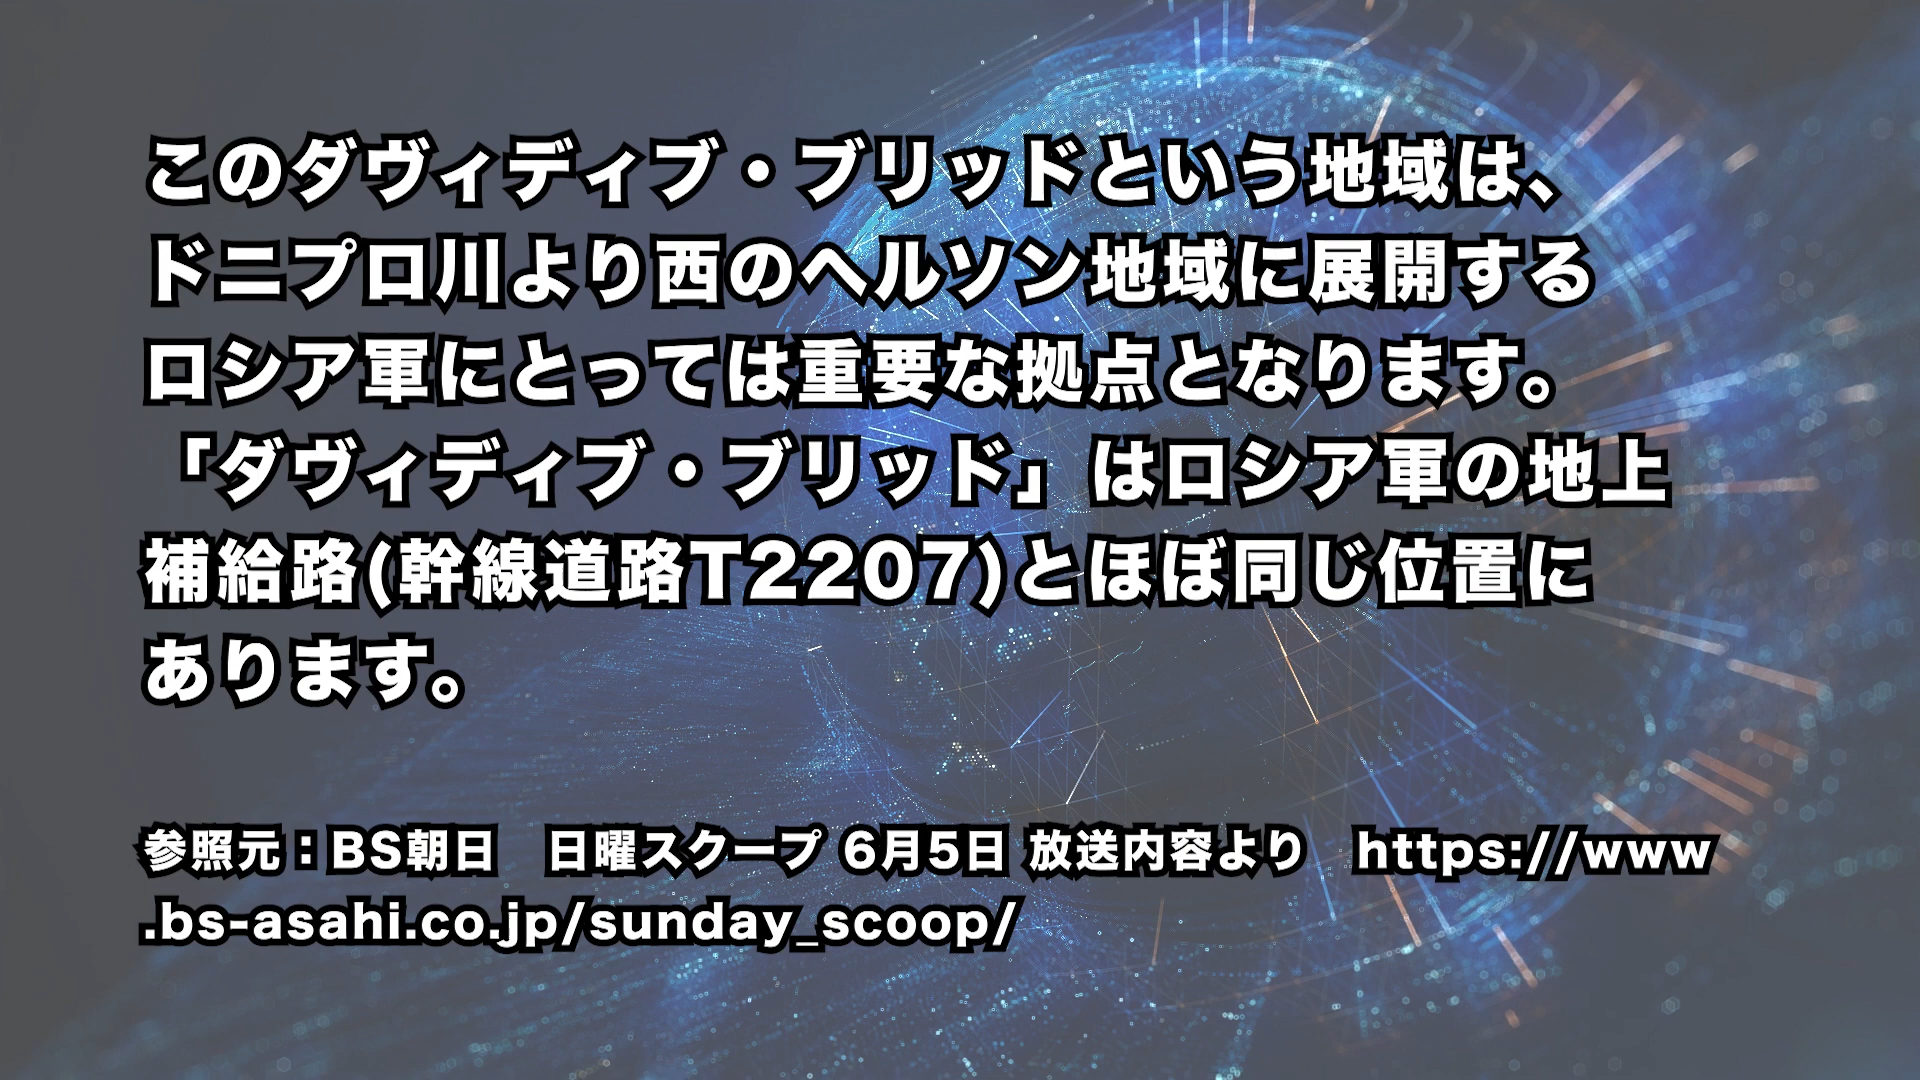 このダヴィディブ・ブリッドという地域は、
ドニプロ川より西のヘルソン地域に展開する
ロシア軍にとっては重要な拠点となります。
「ダヴィディブ・ブリッド」はロシア軍の地上
補給路(幹線道路T2207)とほぼ同じ位置に
あります。
参照元：BS朝日　日曜スクープ 6月5日 放送内容より　https://www
.bs-asahi.co.jp/sunday_scoop/